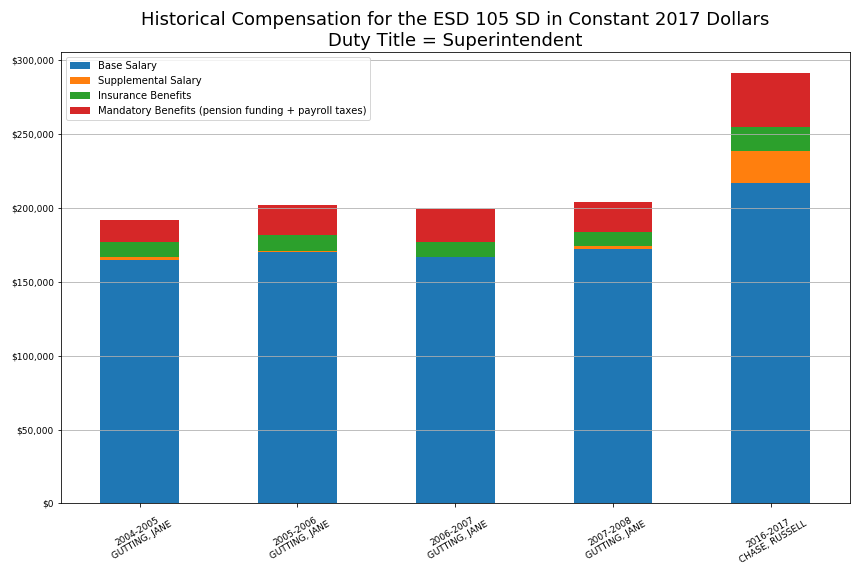 Historical Compensation for the ESD 105 SD in Constant 2017 Dollars
Duty Title = Superintendent
Base Salary
Supplemental Salary
Insurance Benefits
Mandatory Benefits (pension funding + payroll taxes)
$300,000
$250,000
$200,000
$150,000
$100,000
$50,000
$0
2004-2005
GUTTING, JANE
2005-2006
GUTTING, JANE
2006-2007
GUTTING, JANE
2007-2008
GUTTING, JANE
2016-2017
CHASE, RUSSELL